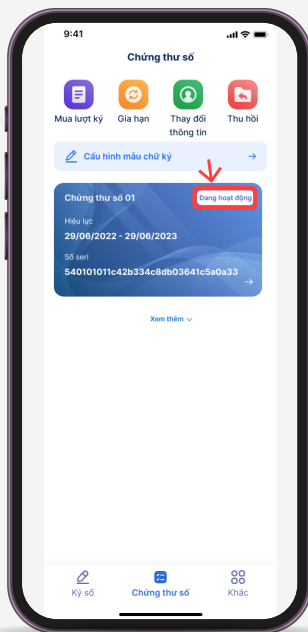 9:41
Chứng thư số
Mua lượt ký
Gia hạn
Thay đổi
thông tin
Thu hồi
Cấu hình mẫu chữ ký
Chứng thư số 01
Đang hoạt động
Hiệu lực
29/06/2022 - 29/06/2023
Số seri
540101011c42b334c8db03641c5a0a33
Xem thêm
Ký số
Chứng thư số
Khác